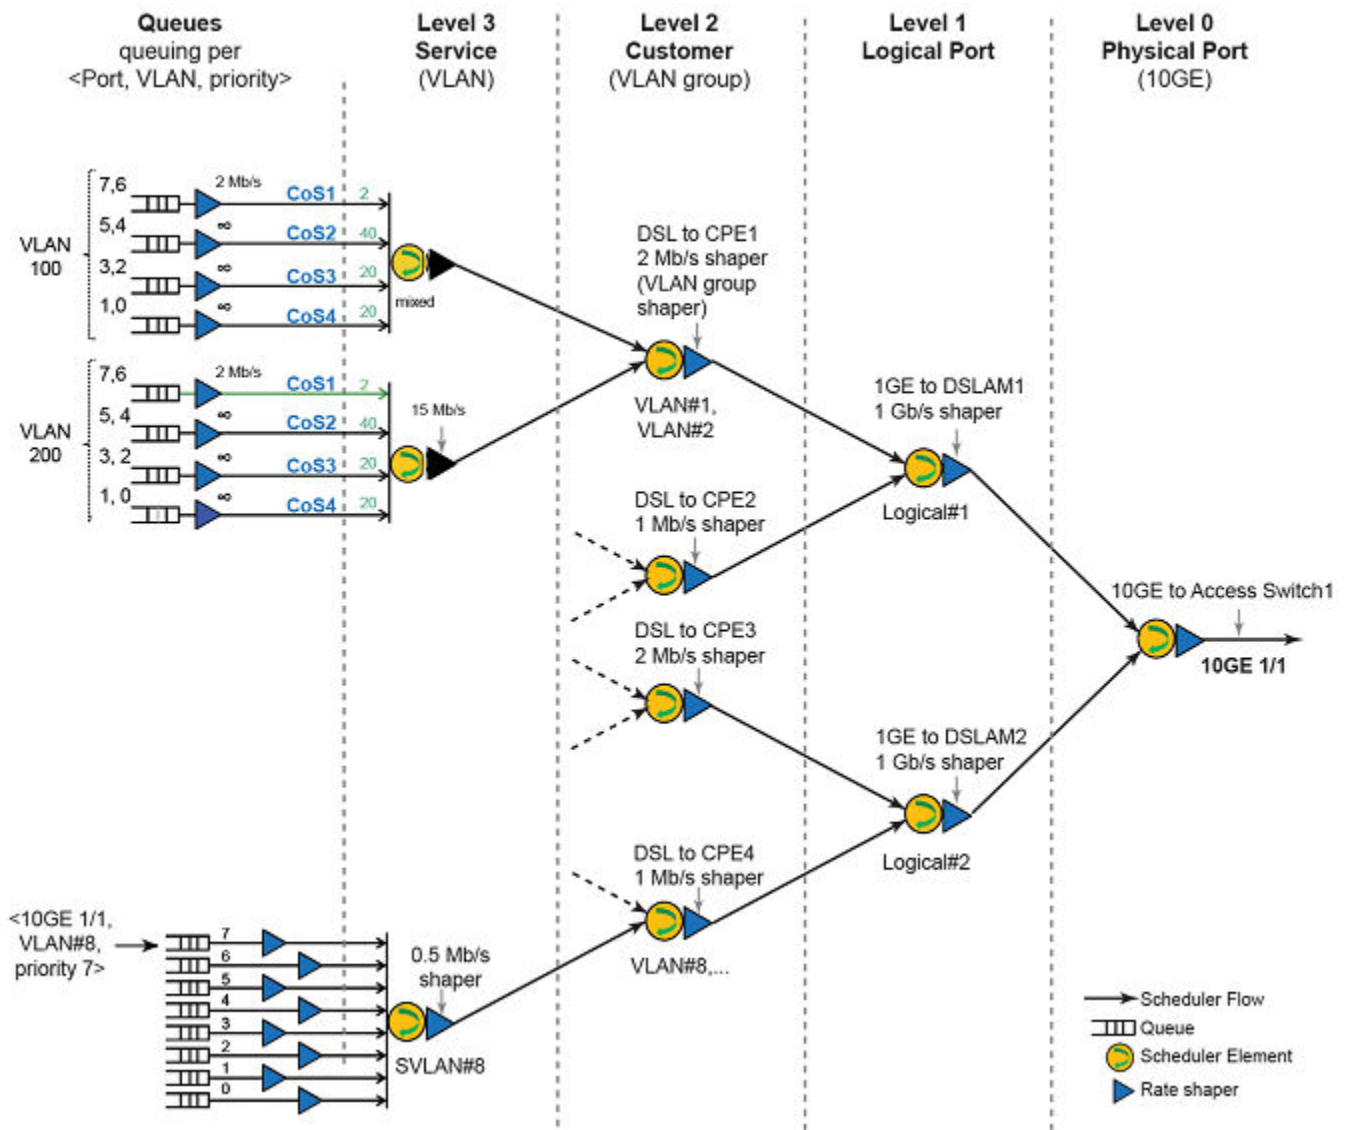 Queues
queuing per
<Port, VLAN, priority>
Level 3
Service
(VLAN)
Level 2
Customer
(VLAN group)
Level 1
Logical Port
Level 0
Physical Port
(10GE)
VLAN
100
7,6
2 Mb/s
CoS1
2
5,4
∞
CoS2
40
3,2
∞
CoS3
20
1,0
∞
CoS4
20
mixed
VLAN
200
7,6
2 Mb/s
CoS1
2
5, 4
∞
CoS2
40
3, 2
∞
CoS3
20
1, 0
∞
CoS4
20
15 Mb/s
DSL to CPE1
2 Mb/s shaper
(VLAN group
shaper)
VLAN#1,
VLAN#2
DSL to CPE2
1 Mb/s shaper
DSL to CPE3
2 Mb/s shaper
DSL to CPE4
1 Mb/s shaper
VLAN#8,...
1GE to DSLAM1
1 Gb/s shaper
Logical#1
1GE to DSLAM2
1 Gb/s shaper
Logical#2
10GE to Access Switch1
10GE 1/1
<10GE 1/1,
VLAN#8,
priority 7>
7
6
5
4
3
2
1
0
0.5 Mb/s
shaper
SVLAN#8
Scheduler Flow
Queue
Scheduler Element
Rate shaper